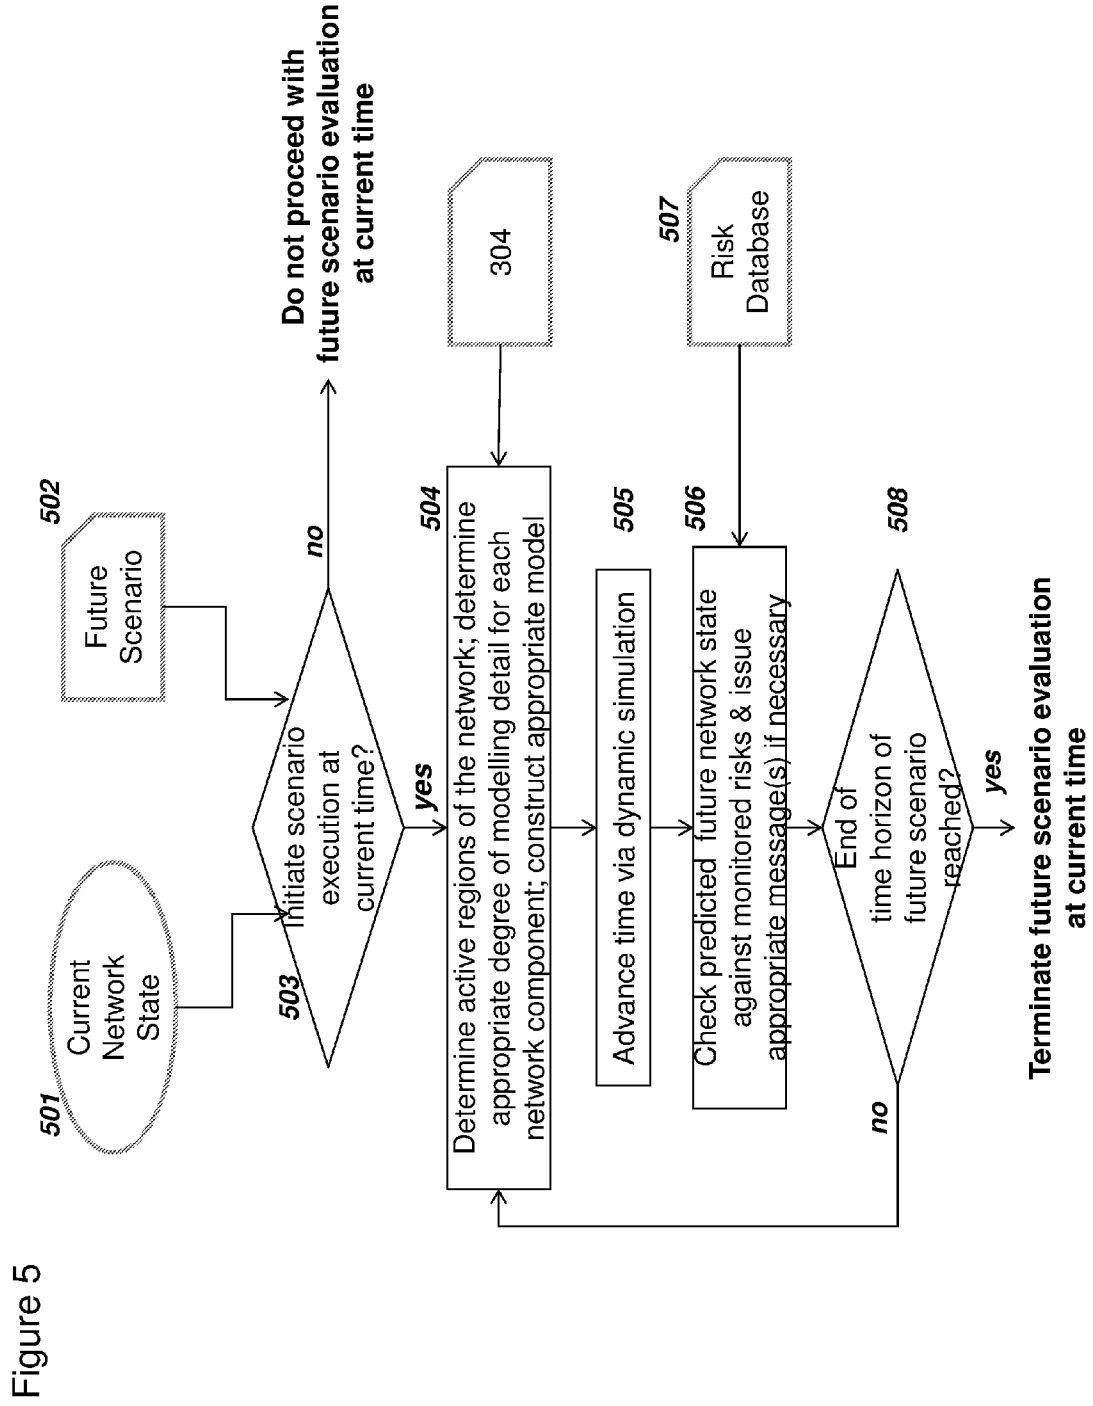 Figure 5
501
Current
Network
State
Future
Scenario
502
503
Initiate scenario
execution at
current time?
no
Do not proceed with
future scenario evaluation
at current time
yes
504
Determine active regions of the network; determine
appropriate degree of modelling detail for each
network component; construct appropriate model
304
505
Advance time via dynamic simulation
506
Check predicted future network state
against monitored risks & issue
appropriate message(s) if necessary
507
Risk
Database
508
End of
time horizon of
future scenario
reached?
no
yes
Terminate future scenario evaluation
at current time